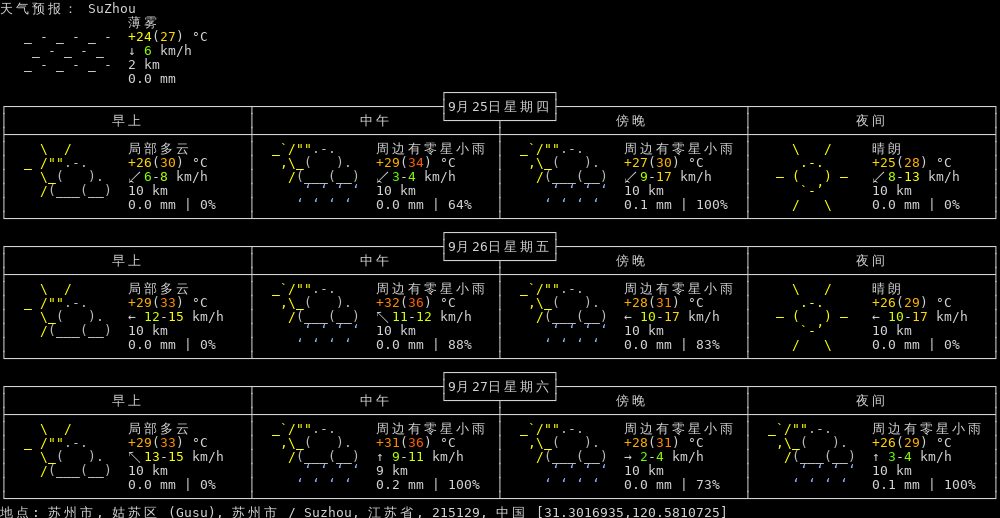 天气预报: SuZhou
薄雾
+24(27) °C
↓ 6 km/h
2 km
0.0 mm
9月25日星期四
早上 中午 傍晚 夜间
局部多云 周边有零星小雨 周边有零星小雨 晴朗
+26(30) °C +29(34) °C +27(30) °C +25(28) °C
↙ 6-8 km/h ↙ 3-4 km/h ↙ 9-17 km/h ↙ 8-13 km/h
10 km 10 km 10 km 10 km
0.0 mm | 0% 0.0 mm | 64% 0.1 mm | 100% 0.0 mm | 0%
9月26日星期五
早上 中午 傍晚 夜间
局部多云 周边有零星小雨 周边有零星小雨 晴朗
+29(33) °C +32(36) °C +28(31) °C +26(29) °C
← 12-15 km/h ↖ 11-12 km/h ← 10-17 km/h ← 10-17 km/h
10 km 10 km 10 km 10 km
0.0 mm | 0% 0.0 mm | 88% 0.0 mm | 83% 0.0 mm | 0%
9月27日星期六
早上 中午 傍晚 夜间
局部多云 周边有零星小雨 周边有零星小雨 周边有零星小雨
+29(33) °C +31(36) °C +28(31) °C +26(29) °C
↖ 13-15 km/h ↑ 9-11 km/h → 2-4 km/h ↑ 3-4 km/h
10 km 9 km 10 km 10 km
0.0 mm | 0% 0.2 mm | 100% 0.0 mm | 73% 0.1 mm | 100%
地点: 苏州市, 姑苏区 (Gusu), 苏州市 / Suzhou, 江苏省, 215129, 中国 [31.3016935,120.5810725]